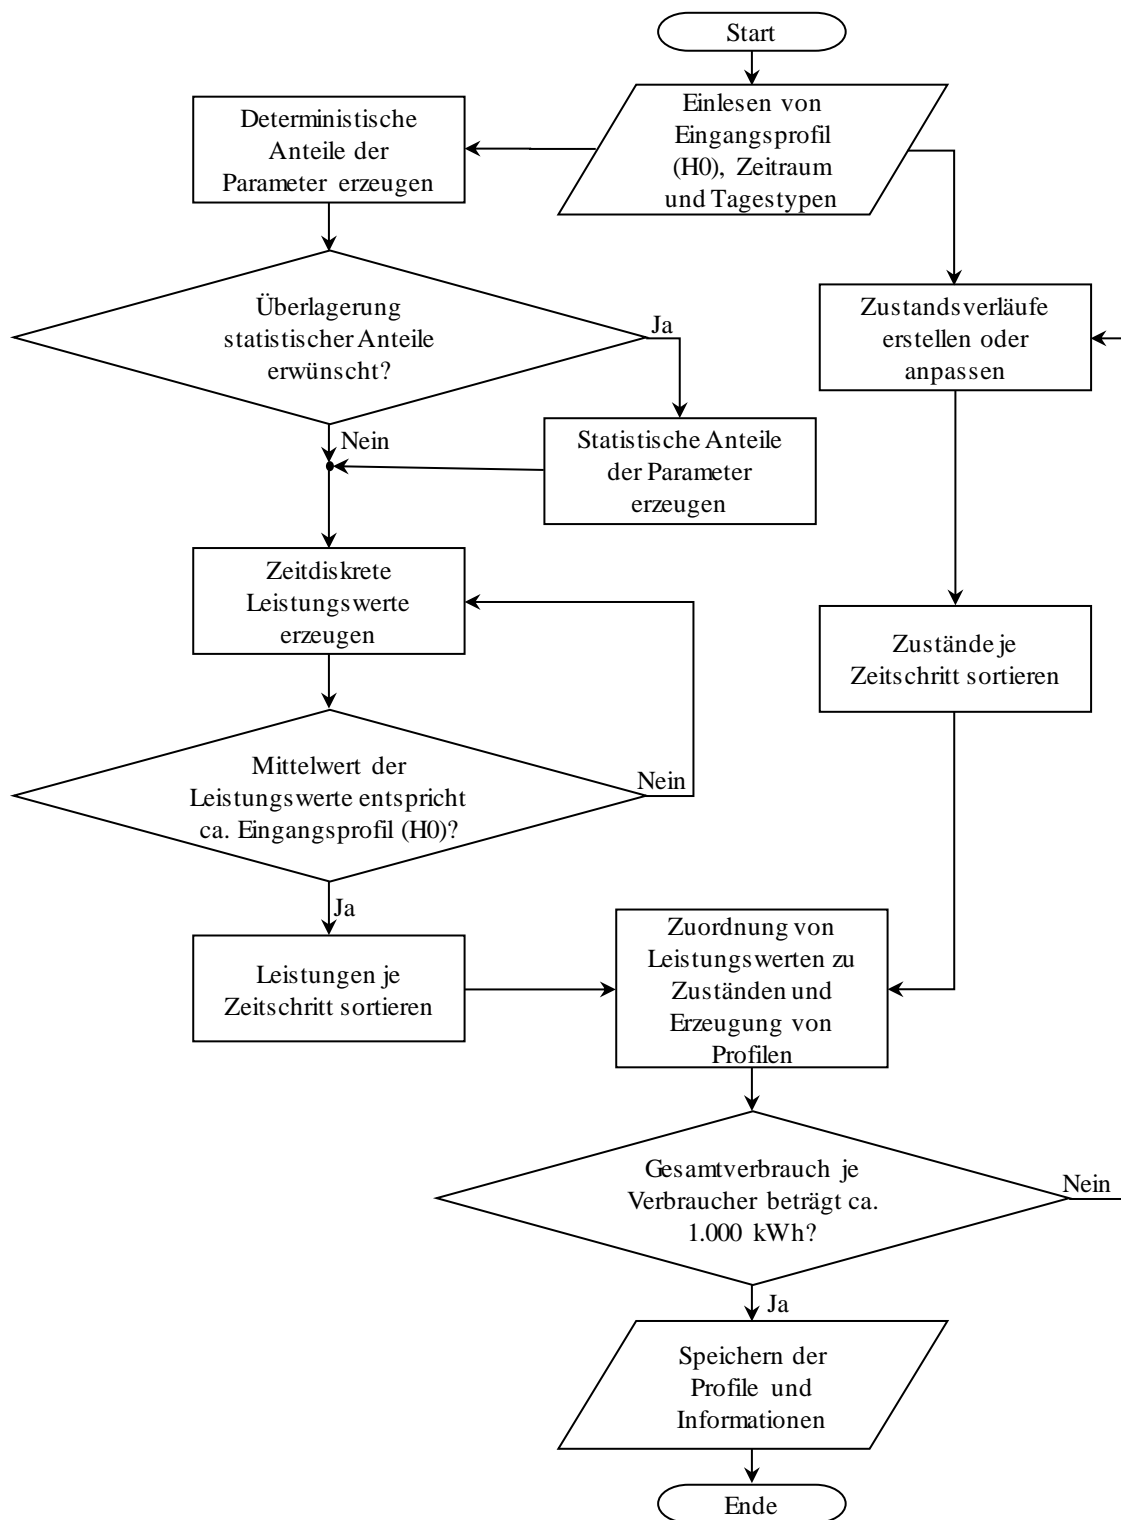 Start
Einlesen von
Eingangsprofil
(H0), Zeitraum
und Tagestypen
Deterministische
Anteile der
Parameter erzeugen
Überlagerung
statistischer Anteile
erwünscht?
Ja
Nein
Statistische Anteile
der Parameter
erzeugen
Zustandsverläufe
erstellen oder
anpassen
Zeitdiskrete
Leistungswerte
erzeugen
Zustände je
Zeitschritt sortieren
Mittelwert der
Leistungswerte entspricht
ca. Eingangsprofil (H0)?
Nein
Ja
Leistungen je
Zeitschritt sortieren
Zuordnung von
Leistungswerten zu
Zuständen und
Erzeugung von
Profilen
Gesamtverbrauch je
Verbraucher beträgt ca.
1.000 kWh?
Nein
Ja
Speichern der
Profile und
Informationen
Ende